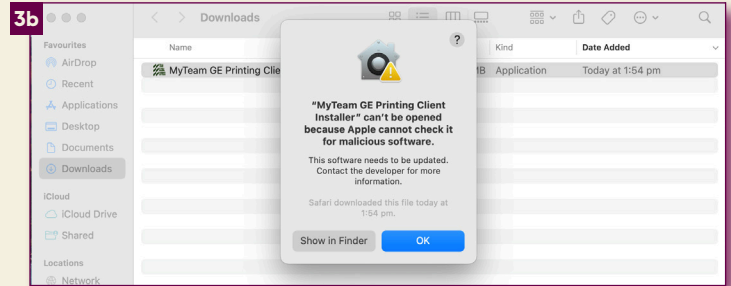 3b
Downloads
Favourites
Name
Kind
Date Added
AirDrop
MyTeam GE Printing Clie
MB
Application
Today at 1:54 pm
Recent
Applications
Desktop
Documents
Downloads
iCloud
iCloud Drive
Shared
Locations
Network
?
“MyTeam GE Printing Client
Installer” can’t be opened
because Apple cannot check it
for malicious software.
This software needs to be updated.
Contact the developer for more
information.
Safari downloaded this file today at
1:54 pm.
Show in Finder
OK